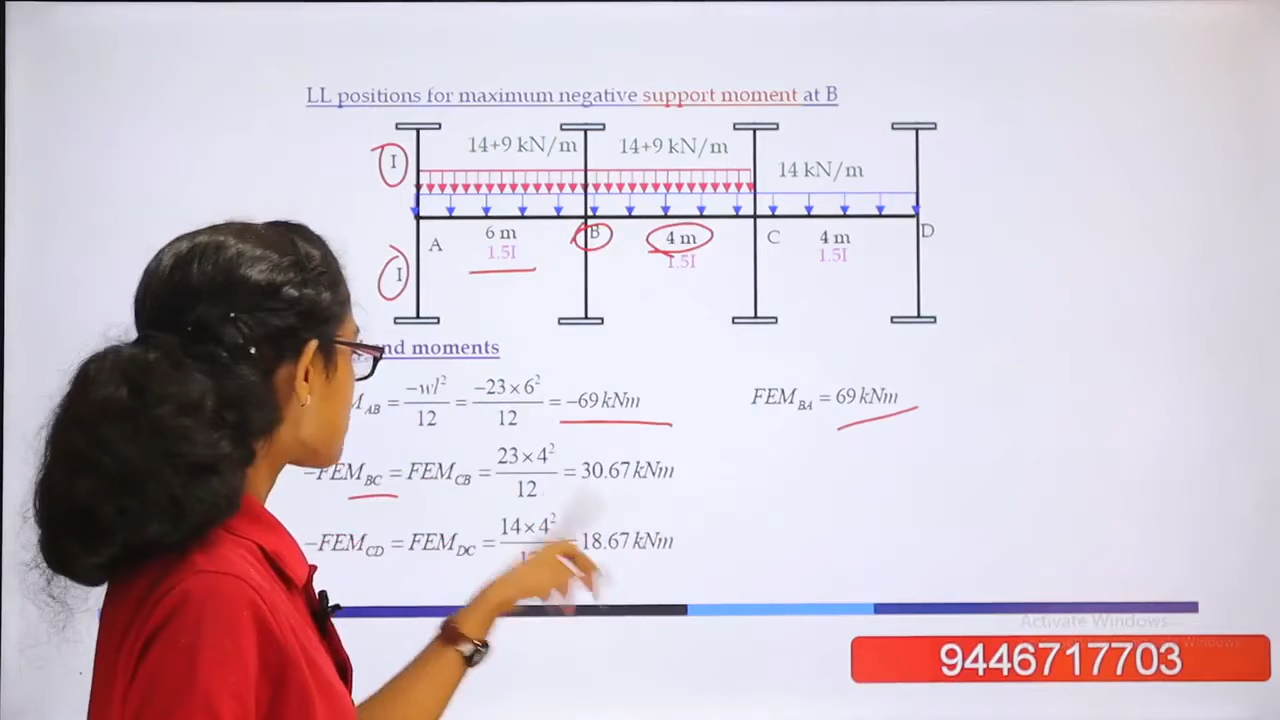 LL positions for maximum negative support moment at B
14+9 kN/m 14+9 kN/m 14 kN/m
I
6 m B 4 m C 4 m D
A
1.5I 1.5I 1.5I
I
moments
AB = -wl²/12 = -23×6²/12 = -69 kNm FEM_BA = 69 kNm
-FEM_BC = FEM_CB = 23×4²/12 = 30.67 kNm
-FEM_CD = FEM_DC = 14×4² = 18.67 kNm
Activate Windows
9446717703